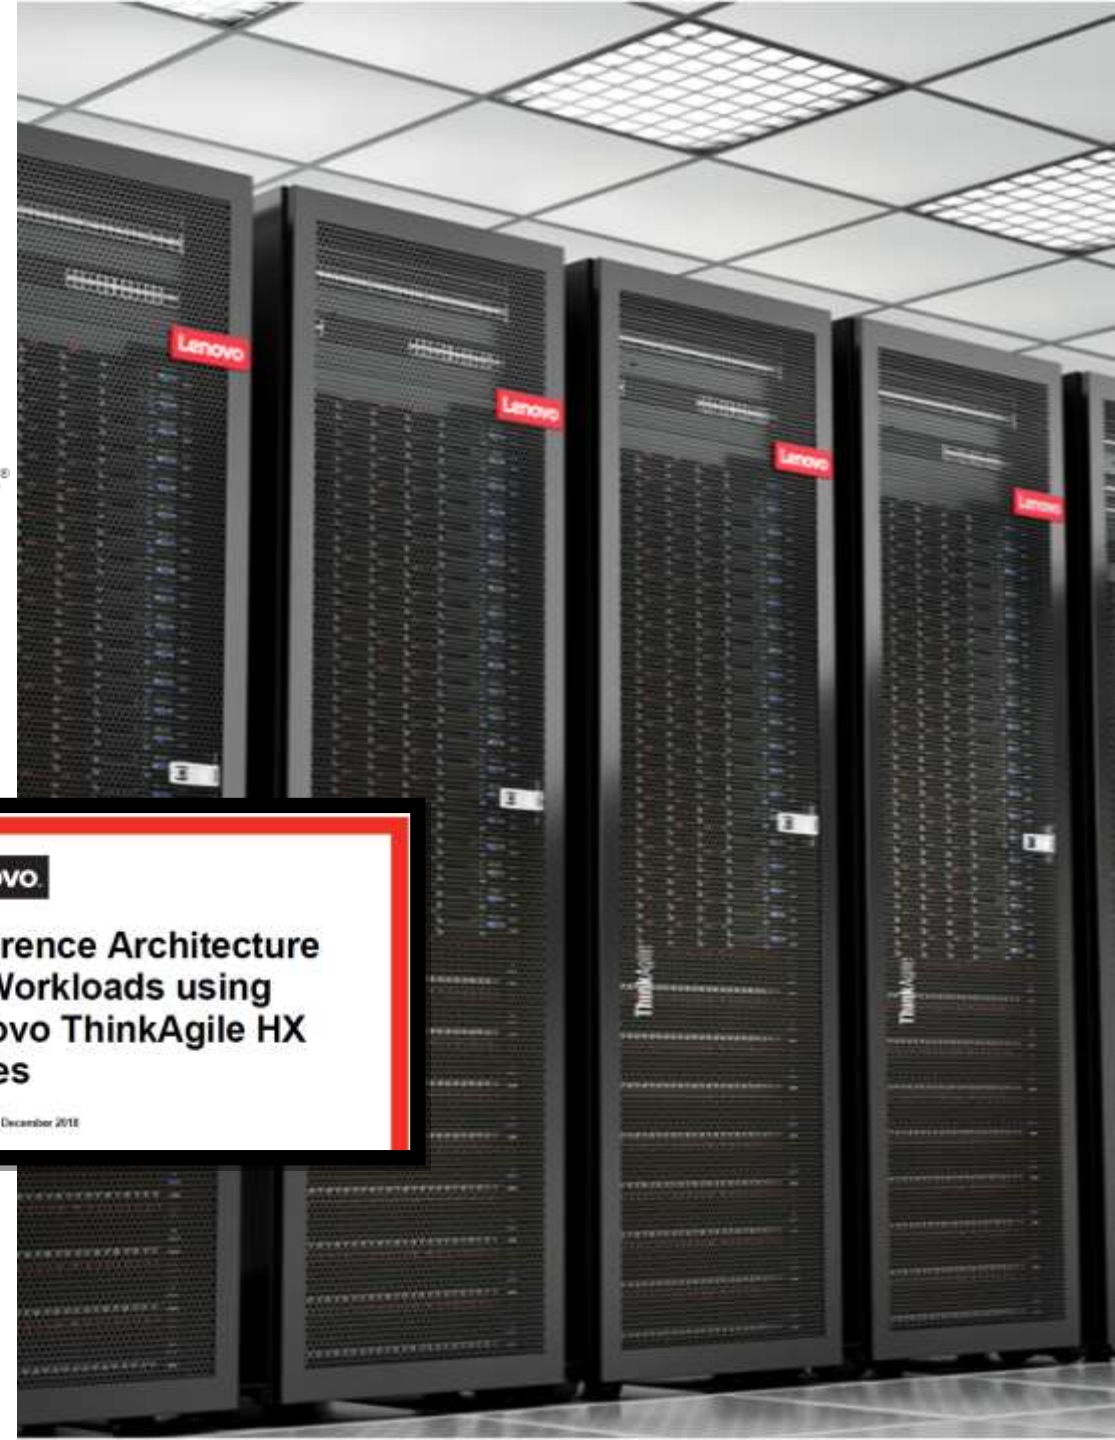 Lenovo
Lenovo
Lenovo
Lenovo
®
ovo.
rence Architecture
Workloads using
ovo ThinkAgile HX
es
December 2018
ThinkAgile
ThinkAgile